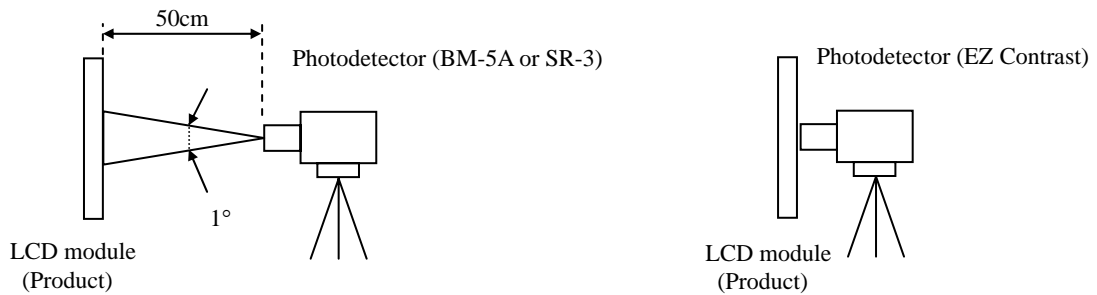 50cm
Photodetector (BM-5A or SR-3)
1°
LCD module
(Product)
Photodetector (EZ Contrast)
LCD module
(Product)